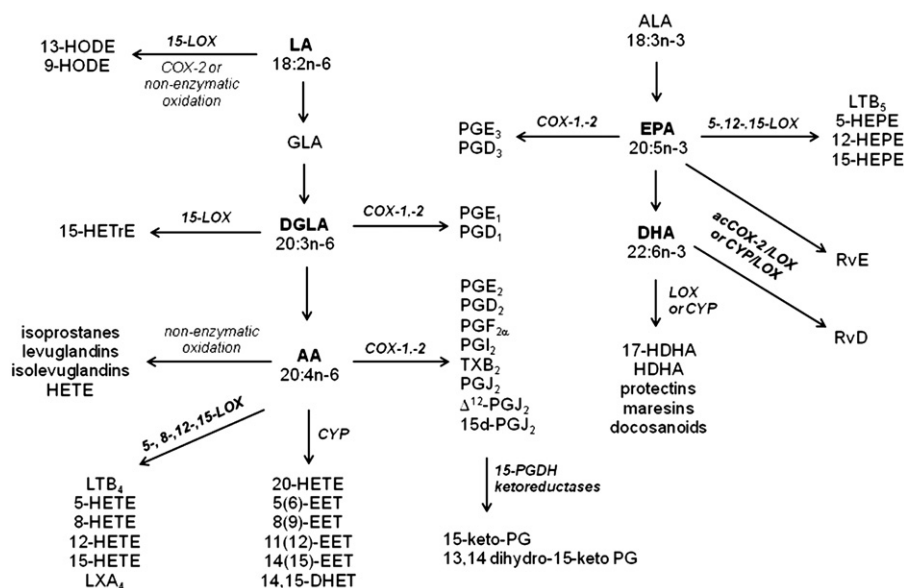 13-HODE
9-HODE
15-LOX
COX-2 or
non-enzymatic
oxidation
LA
18:2n-6
GLA
15-HETrE
15-LOX
DGLA
20:3n-6
COX-1,-2
PGE₁
PGD₁
isoprostanes
levuglandins
isolevuglandins
HETE
non-enzymatic
oxidation
AA
20:4n-6
COX-1,-2
PGE₂
PGD₂
PGF₂α
PGI₂
TXB₂
PGJ₂
Δ¹²-PGJ₂
15d-PGJ₂
5-, 8-,12-,15-LOX
LTB₄
5-HETE
8-HETE
12-HETE
15-HETE
LXA₄
CYP
20-HETE
5(6)-EET
8(9)-EET
11(12)-EET
14(15)-EET
14,15-DHET
15-PGDH
ketoreductases
15-keto-PG
13,14 dihydro-15-keto PG
ALA
18:3n-3
PGE₃
PGD₃
COX-1,-2
EPA
20:5n-3
5-,12-,15-LOX
LTB₅
5-HEPE
12-HEPE
15-HEPE
DHA
22:6n-3
acCOX-2/LOX
or CYP/LOX
RvE
RvD
LOX
or CYP
17-HDHA
HDHA
protectins
maresins
docosanoids